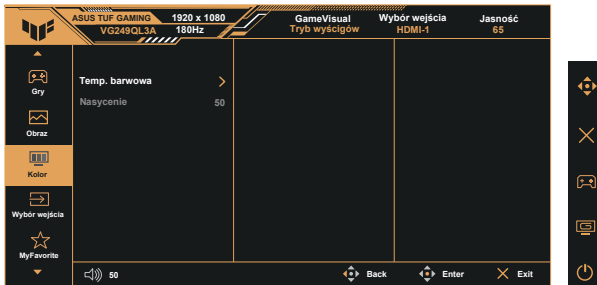 ASUS TUF GAMING 1920 x 1080
VG249QL3A 180Hz
GameVisual
Tryb wyścigów
Wybór wejścia
HDMI-1
Jasność
65
Gry
Obraz
Kolor
Wybór wejścia
MyFavorite
Temp. barwowa
Nasycenie 50
50
Back
Enter
Exit